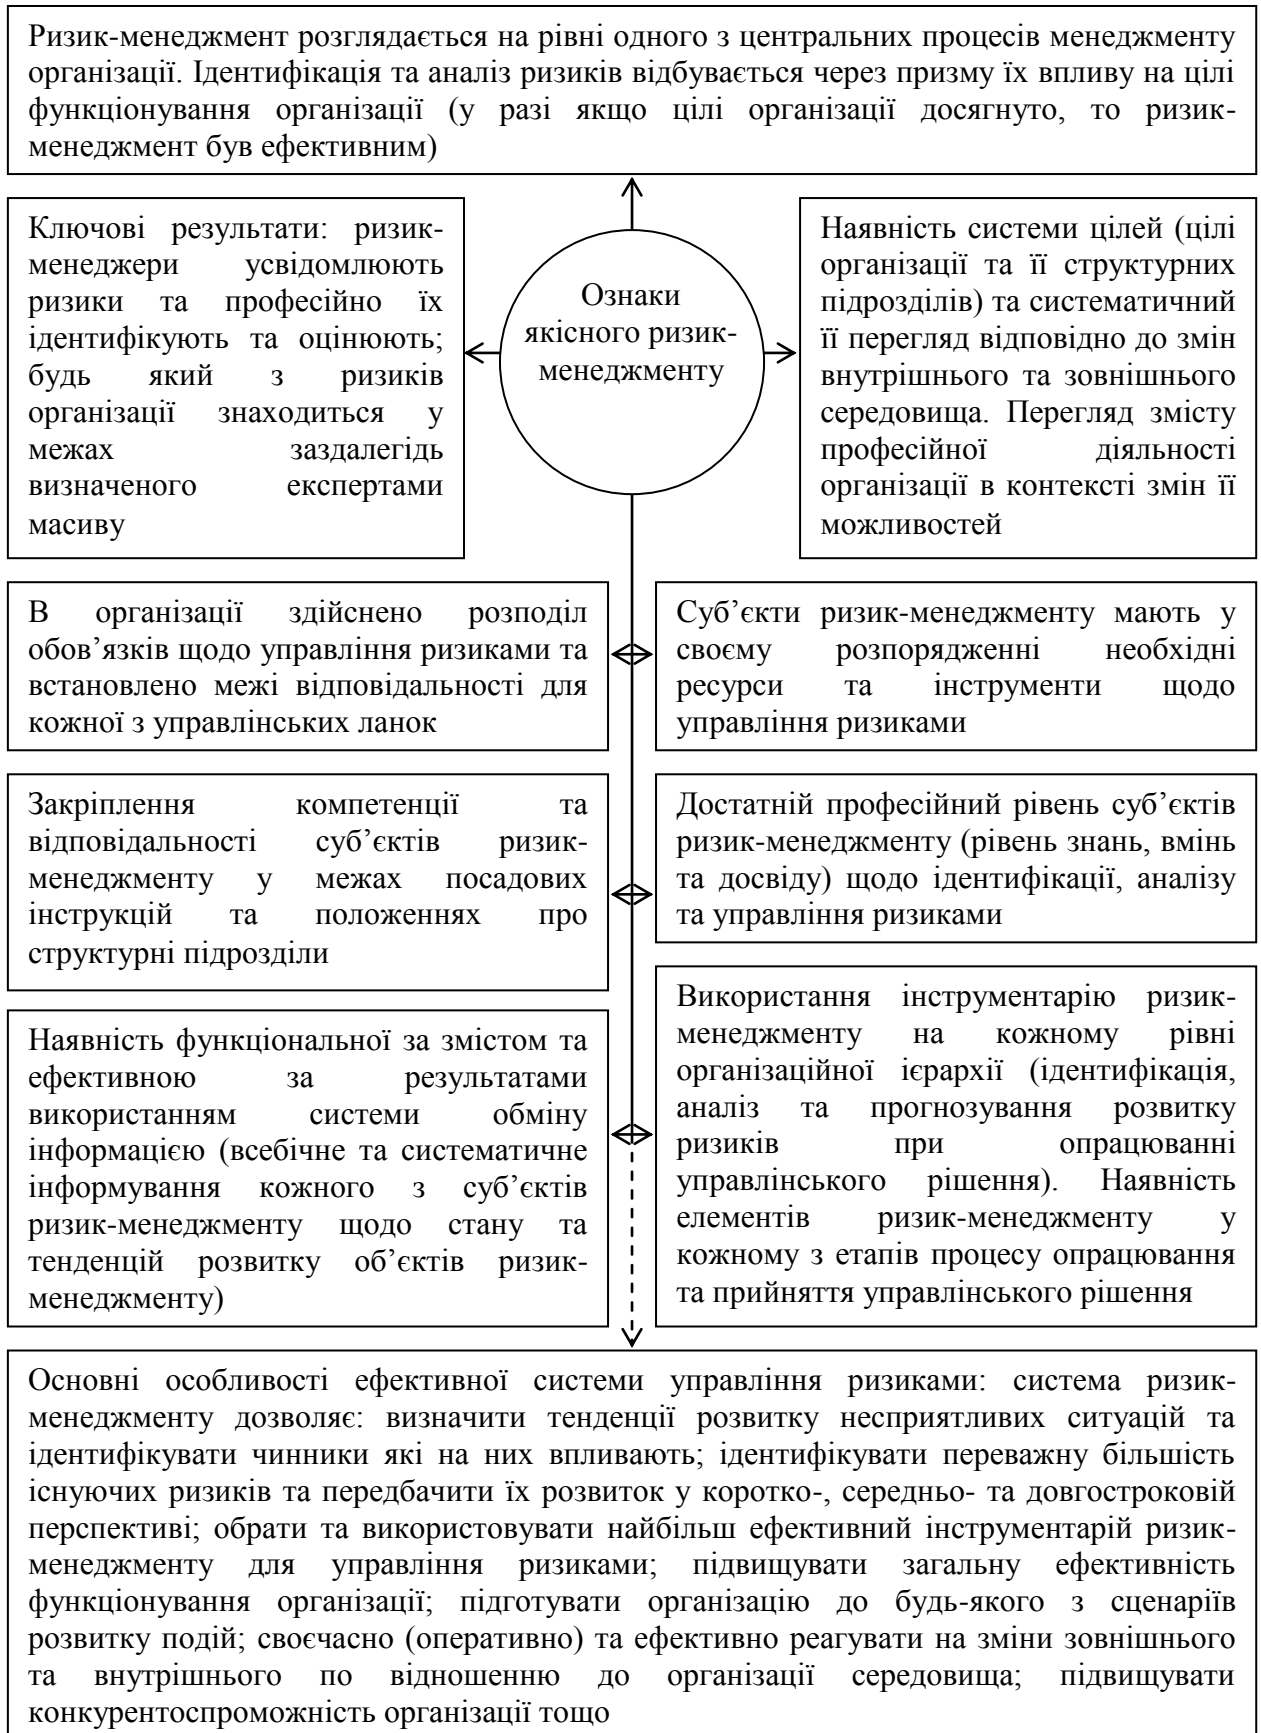 Ризик-менеджмент розглядається на рівні одного з центральних процесів менеджменту
організації. Ідентифікація та аналіз ризиків відбувається через призму їх впливу на цілі
функціонування організації (у разі якщо цілі організації досягнуто, то ризик-
менеджмент був ефективним)
Ключові результати: ризик-
менеджери усвідомлюють
ризики та професійно їх
ідентифікують та оцінюють;
будь який з ризиків
організації знаходиться у
межах заздалегідь
визначеного експертами
масиву
Ознаки
якісного ризик-
менеджменту
Наявність системи цілей (цілі
організації та її структурних
підрозділів) та систематичний
її перегляд відповідно до змін
внутрішнього та зовнішнього
середовища. Перегляд змісту
професійної діяльності
організації в контексті змін її
можливостей
В організації здійснено розподіл
обов’язків щодо управління ризиками та
встановлено межі відповідальності для
кожної з управлінських ланок
Суб’єкти ризик-менеджменту мають у
своєму розпорядженні необхідні
ресурси та інструменти щодо
управління ризиками
Закріплення компетенції та
відповідальності суб’єктів ризик-
менеджменту у межах посадових
інструкцій та положеннях про
структурні підрозділи
Достатній професійний рівень суб’єктів
ризик-менеджменту (рівень знань, вмінь
та досвіду) щодо ідентифікації, аналізу
та управління ризиками
Наявність функціональної за змістом та
ефективною за результатами
використанням системи обміну
інформацією (всебічне та систематичне
інформування кожного з суб’єктів
ризик-менеджменту щодо стану та
тенденцій розвитку об’єктів ризик-
менеджменту)
Використання інструментарію ризик-
менеджменту на кожному рівні
організаційної ієрархії (ідентифікація,
аналіз та прогнозування розвитку
ризиків при опрацюванні
управлінського рішення). Наявність
елементів ризик-менеджменту у
кожному з етапів процесу опрацювання
та прийняття управлінського рішення
Основні особливості ефективної системи управління ризиками: система ризик-
менеджменту дозволяє: визначити тенденції розвитку несприятливих ситуацій та
ідентифікувати чинники які на них впливають; ідентифікувати переважну більшість
існуючих ризиків та передбачити їх розвиток у коротко-, середньо- та довгостроковій
перспективі; обрати та використовувати найбільш ефективний інструментарій ризик-
менеджменту для управління ризиками; підвищувати загальну ефективність
функціонування організації; підготувати організацію до будь-якого з сценаріїв
розвитку подій; своєчасно (оперативно) та ефективно реагувати на зміни зовнішнього
та внутрішнього по відношенню до організації середовища; підвищувати
конкурентоспроможність організації тощо